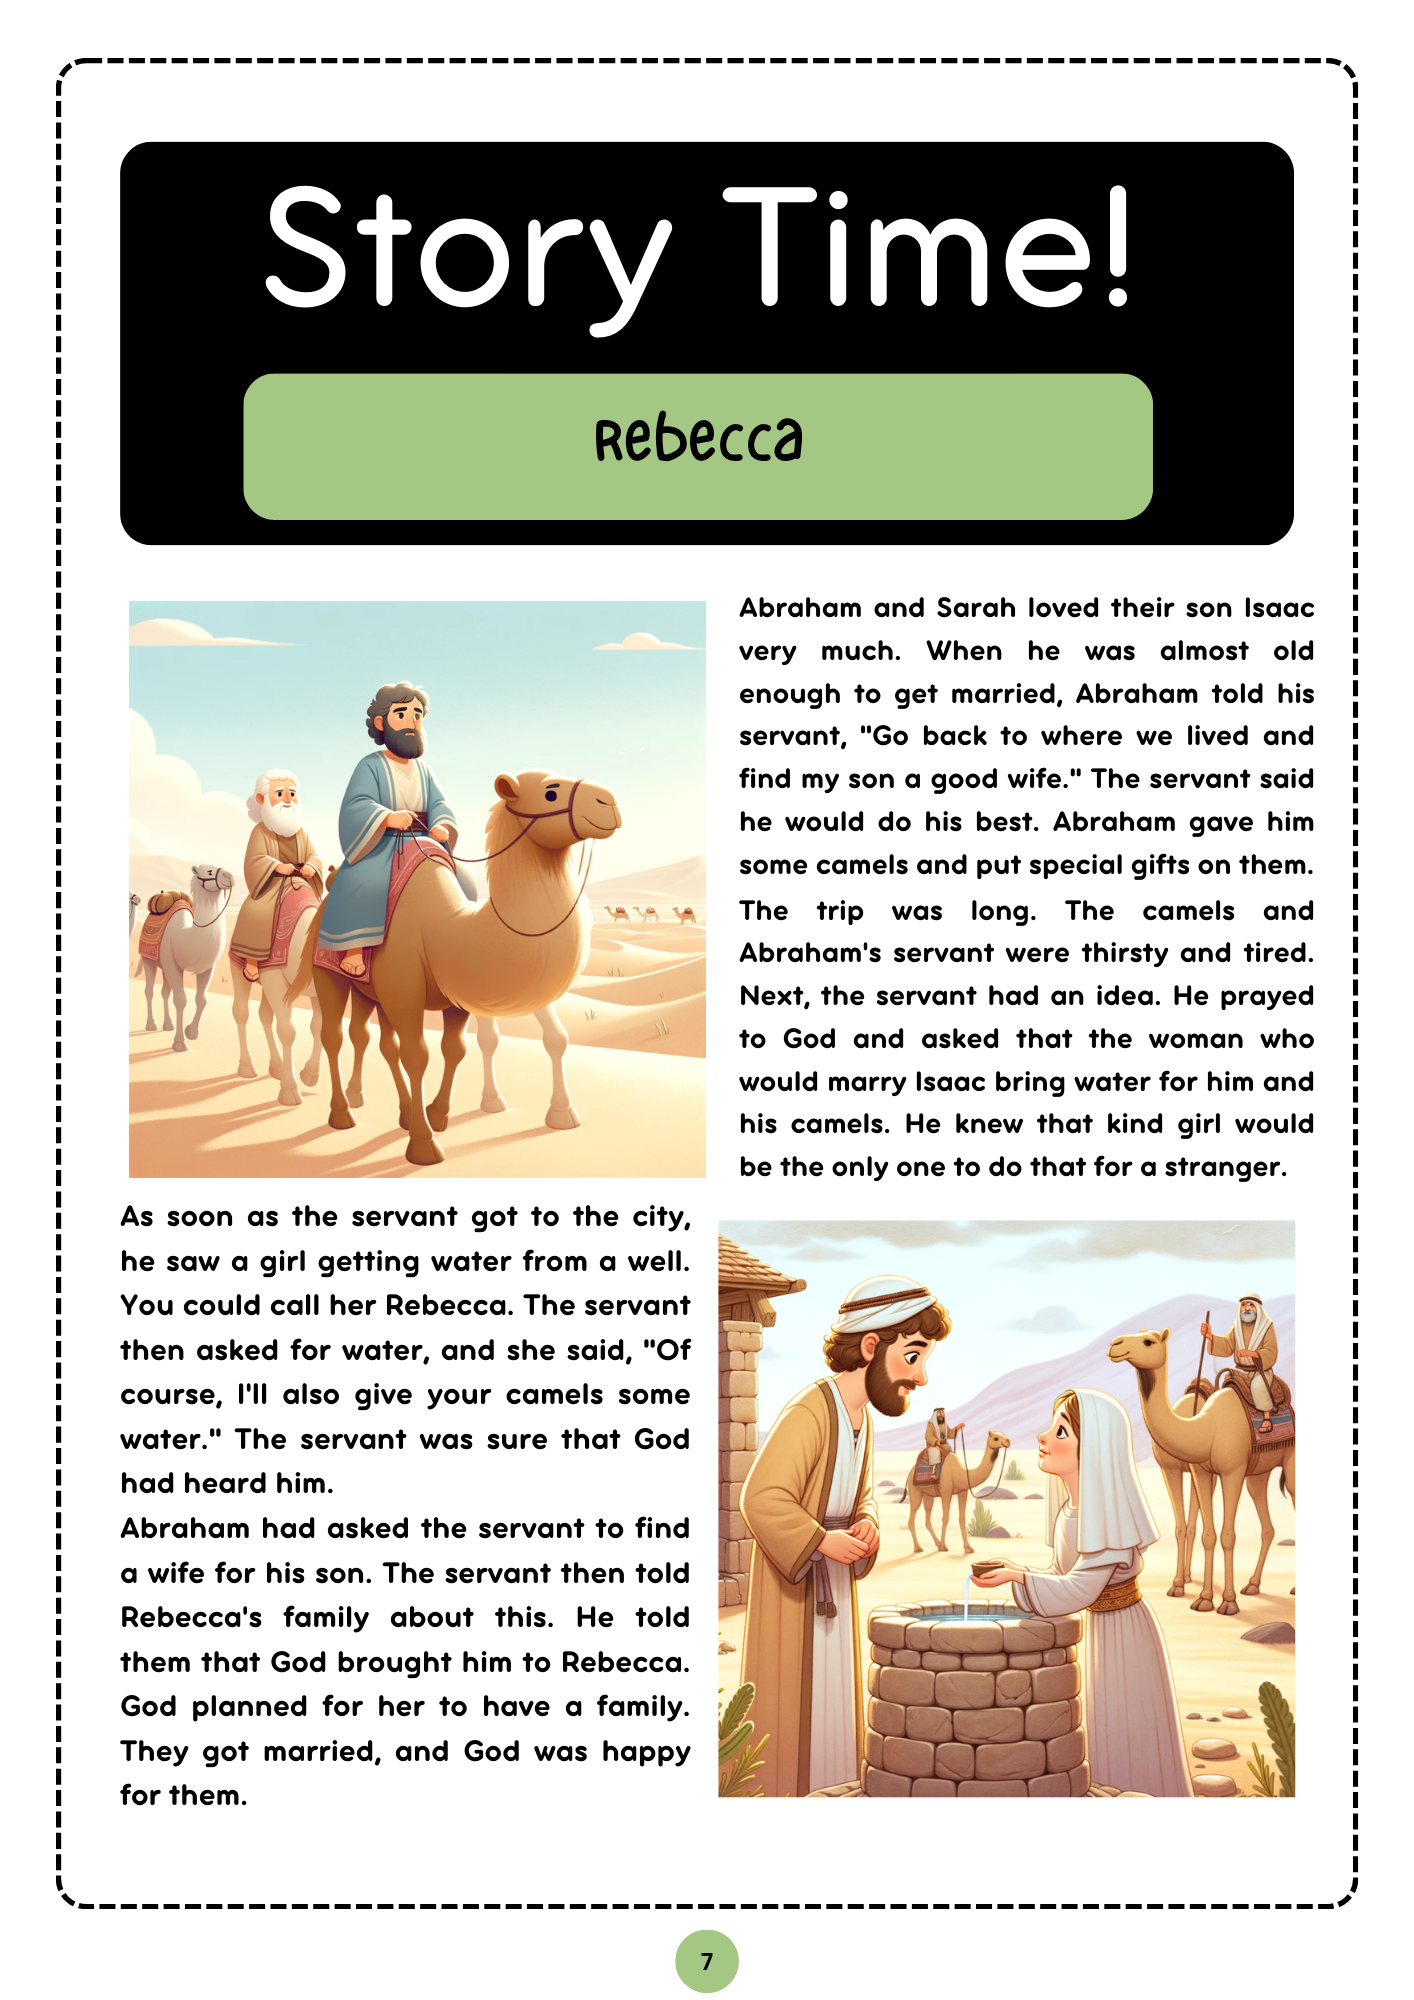 Story Time!
Rebecca
Abraham and Sarah loved their son Isaac
very much. When he was almost old
enough to get married, Abraham told his
servant, "Go back to where we lived and
find my son a good wife." The servant said
he would do his best. Abraham gave him
some camels and put special gifts on them.
The trip was long. The camels and
Abraham's servant were thirsty and tired.
Next, the servant had an idea. He prayed
to God and asked that the woman who
would marry Isaac bring water for him and
his camels. He knew that kind girl would
be the only one to do that for a stranger.
As soon as the servant got to the city,
he saw a girl getting water from a well.
You could call her Rebecca. The servant
then asked for water, and she said, "Of
course, I'll also give your camels some
water." The servant was sure that God
had heard him.
Abraham had asked the servant to find
a wife for his son. The servant then told
Rebecca's family about this. He told
them that God brought him to Rebecca.
God planned for her to have a family.
They got married, and God was happy
for them.
7